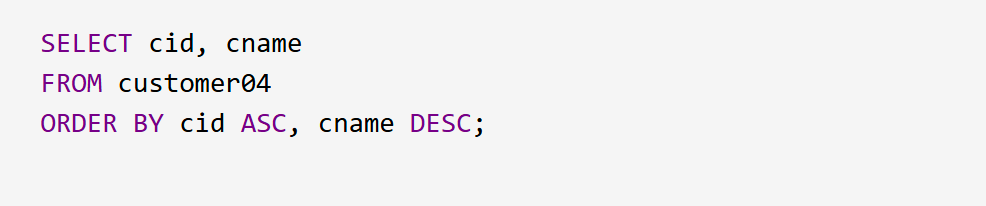 SELECT cid, cname
FROM customer04
ORDER BY cid ASC, cname DESC;